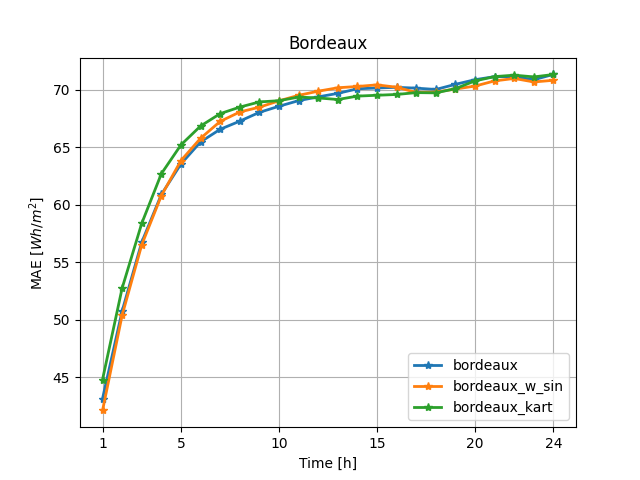 Bordeaux
MAE [Wh/m²]
70
65
60
55
50
45
1 5 10 15 20 24
Time [h]
bordeaux
bordeaux_w_sin
bordeaux_kart